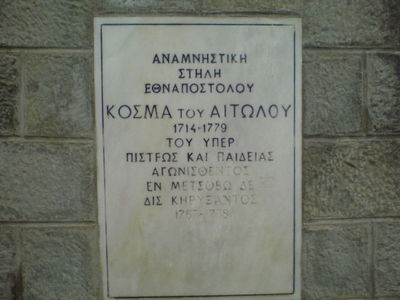 ΑΝΑΜΝΗΣΤΙΚΗ
ΣΤΗΛΗ
ΕΘΝΑΠΟΣΤΟΛΟΥ
ΚΟΣΜΑ ΤΟΥ ΑΙΤΩΛΟΥ
1714-1779
ΤΟΥ ΥΠΕΡ
ΠΙΣΤΕΩΣ ΚΑΙ ΠΑΙΔΕΙΑΣ
ΑΓΩΝΙΣΘΕΝΤΟΣ
ΕΝ ΜΕΤΣΟΒΩ ΔΕ
ΔΙΣ ΚΗΡΥΞΑΝΤΟΣ